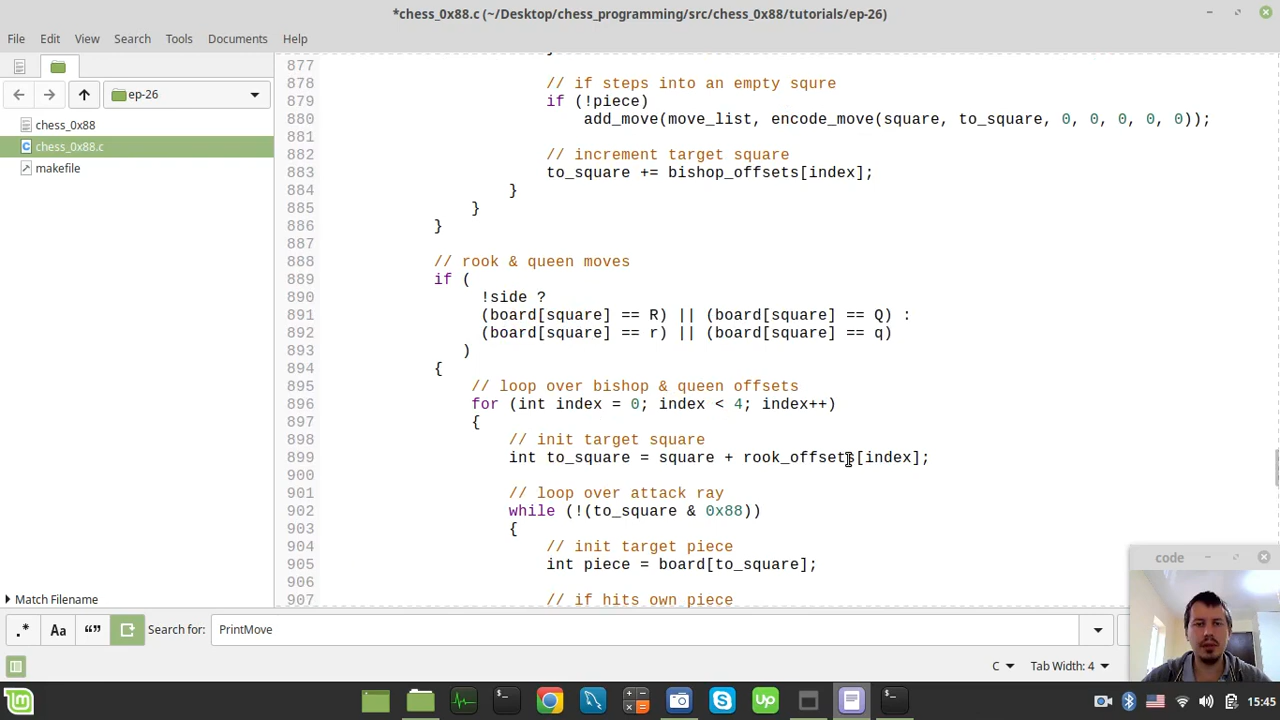 *chess_0x88.c (~/Desktop/chess_programming/src/chess_0x88/tutorials/ep-26)
File Edit View Search Tools Documents Help
ep-26
chess_0x88
chess_0x88.c
makefile
Match Filename
877
878 // if steps into an empty squre
879 if (!piece)
880 add_move(move_list, encode_move(square, to_square, 0, 0, 0, 0, 0));
881
882 // increment target square
883 to_square += bishop_offsets[index];
884 }
885 }
886 }
887
888 // rook & queen moves
889 if (
890 !side ?
891 (board[square] == R) || (board[square] == Q) :
892 (board[square] == r) || (board[square] == q)
893 )
894 {
895 // loop over bishop & queen offsets
896 for (int index = 0; index < 4; index++)
897 {
898 // init target square
899 int to_square = square + rook_offsets[index];
900
901 // loop over attack ray
902 while (!(to_square & 0x88))
903 {
904 // init target piece
905 int piece = board[to_square];
906
907 // if hits own piece
code
.* Aa “” Search for: PrintMove
C Tab Width: 4
Up
15:45